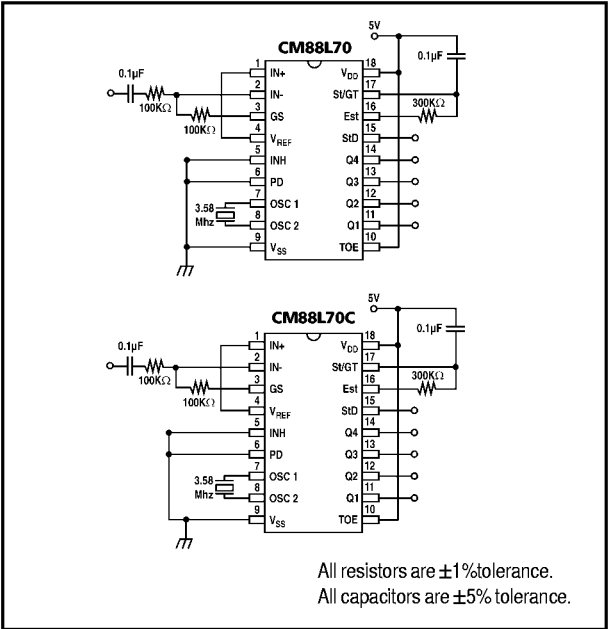 5V
CM88L70
0.1µF
0.1µF
100KΩ
100KΩ
300KΩ
1 IN+
2 IN-
3 GS
4 VREF
5 INH
6 PD
7 OSC 1
8 OSC 2
9 VSS
18 VDD
17 St/GT
16 Est
15 StD
14 Q4
13 Q3
12 Q2
11 Q1
10 TOE
3.58
Mhz
5V
CM88L70C
0.1µF
0.1µF
100KΩ
100KΩ
300KΩ
1 IN+
2 IN-
3 GS
4 VREF
5 INH
6 PD
7 OSC 1
8 OSC 2
9 VSS
18 VDD
17 St/GT
16 Est
15 StD
14 Q4
13 Q3
12 Q2
11 Q1
10 TOE
3.58
Mhz
All resistors are ±1%tolerance.
All capacitors are ±5% tolerance.